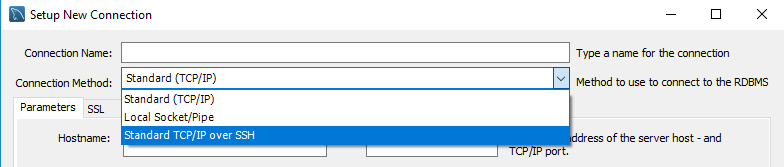 Setup New Connection
Connection Name:
Type a name for the connection
Connection Method:
Standard (TCP/IP)
Method to use to connect to the RDBMS
Parameters
SSL
Standard (TCP/IP)
Local Socket/Pipe
Standard TCP/IP over SSH
Hostname:
address of the server host - and
TCP/IP port.